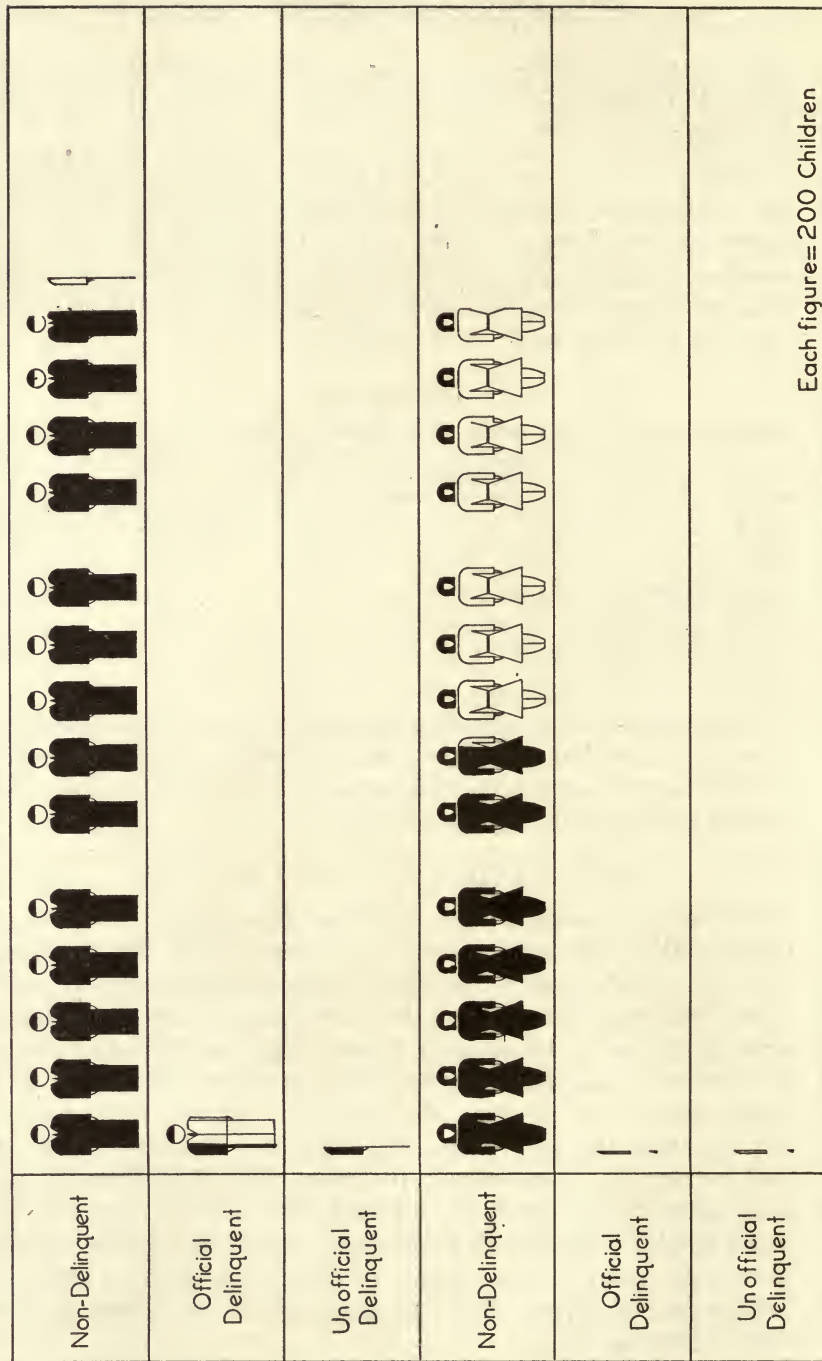 Non-Delinquent
Official
Delinquent
Unofficial
Delinquent
Non-Delinquent
Official
Delinquent
Unofficial
Delinquent
Each figure=200 Children